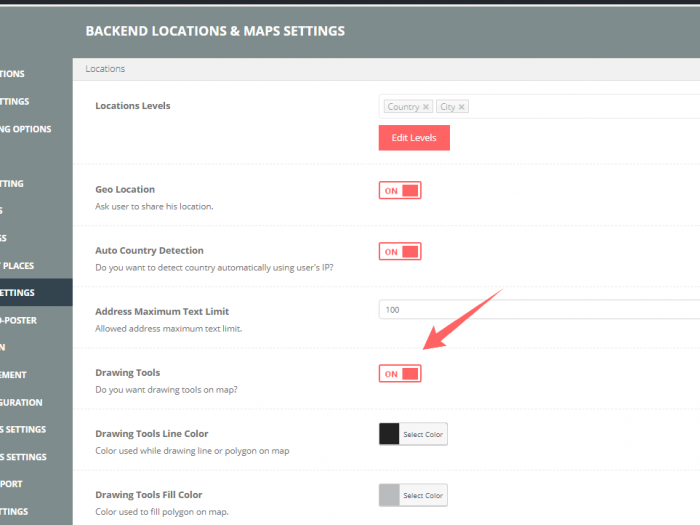 BACKEND LOCATIONS & MAPS SETTINGS
Locations
Locations Levels
Country × City ×
Edit Levels
Geo Location
ON
Ask user to share his location.
Auto Country Detection
ON
Do you want to detect country automatically using user's IP?
Address Maximum Text Limit
100
Allowed address maximum text limit.
Drawing Tools
ON
Do you want drawing tools on map?
Drawing Tools Line Color
Select Color
Color used while drawing line or polygon on map
Drawing Tools Fill Color
Select Color
Color used to fill polygon on map.
TIONS
TTINGS
NG OPTIONS
TTING
S
GS
PLACES
ETTINGS
O-POSTER
N
EMENT
GURATION
S SETTINGS
S SETTINGS
PORT
TTINGS